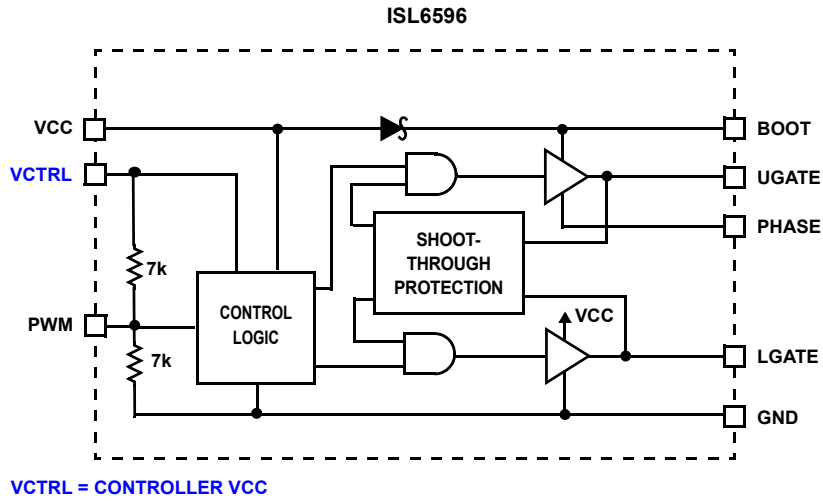 ISL6596
VCC
BOOT
VCTRL
UGATE
PHASE
SHOOT-
THROUGH
PROTECTION
7k
CONTROL
LOGIC
VCC
PWM
7k
LGATE
GND
VCTRL = CONTROLLER VCC